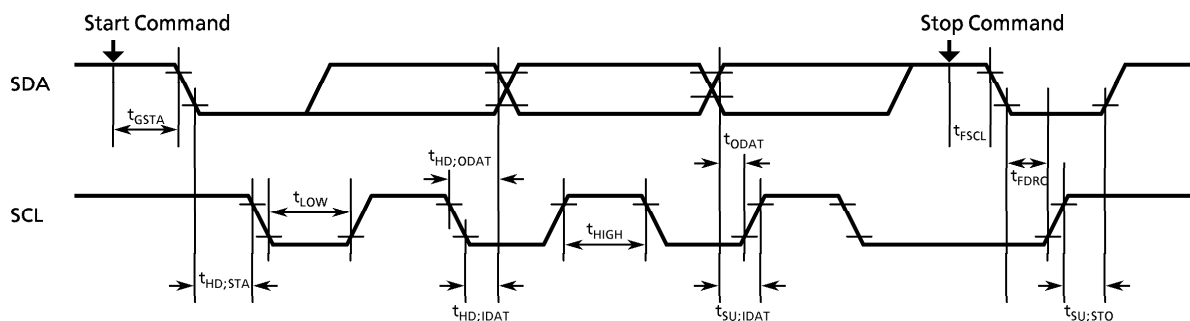 Start Command
Stop Command
SDA
tGSTA
tODAT
tFSCL
tHD;ODAT
tFDRC
tLOW
SCL
tHIGH
tHD;STA
tHD;IDAT
tSU;IDAT
tSU;STO